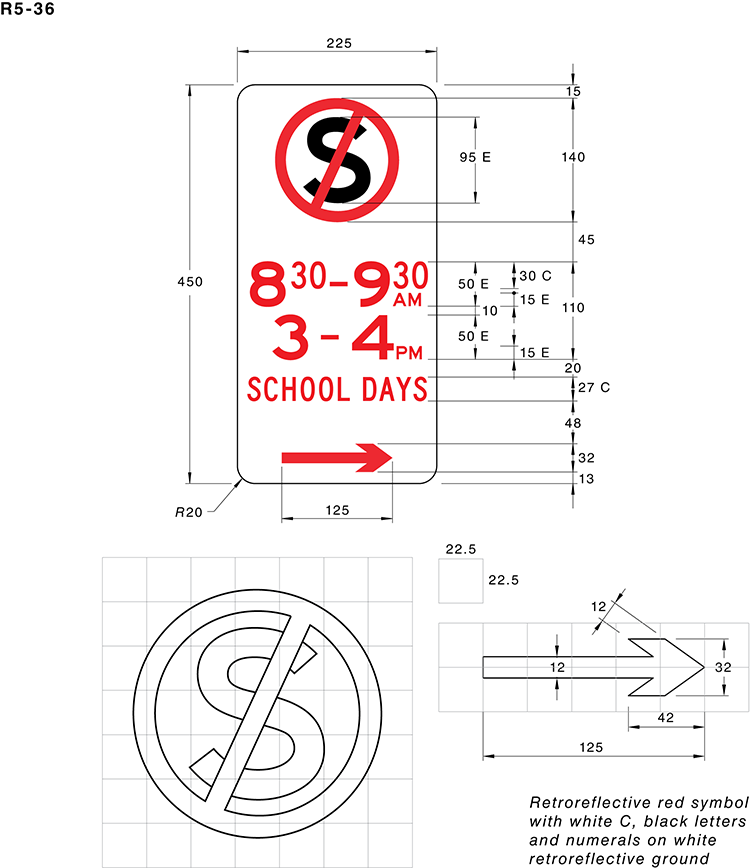 R5-36
225
15
S
95 E
140
45
450
8 30 – 9 30 AM
30 C
50 E
15 E
10
110
3 – 4 PM
50 E
15 E
20
SCHOOL DAYS
27 C
48
32
13
R20
125
22.5
22.5
S
12
12
32
42
125
Retroreflective red symbol
with white C, black letters
and numerals on white
retroreflective ground